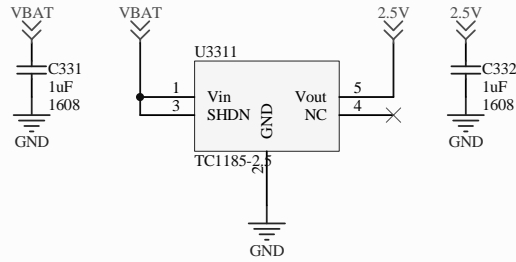 VBAT
VBAT
2.5V
2.5V
U3311
C331
1uF
1608
GND
1
Vin
3
SHDN
GND
Vout
5
NC
4
TC1185-2.5
2
GND
C332
1uF
1608
GND